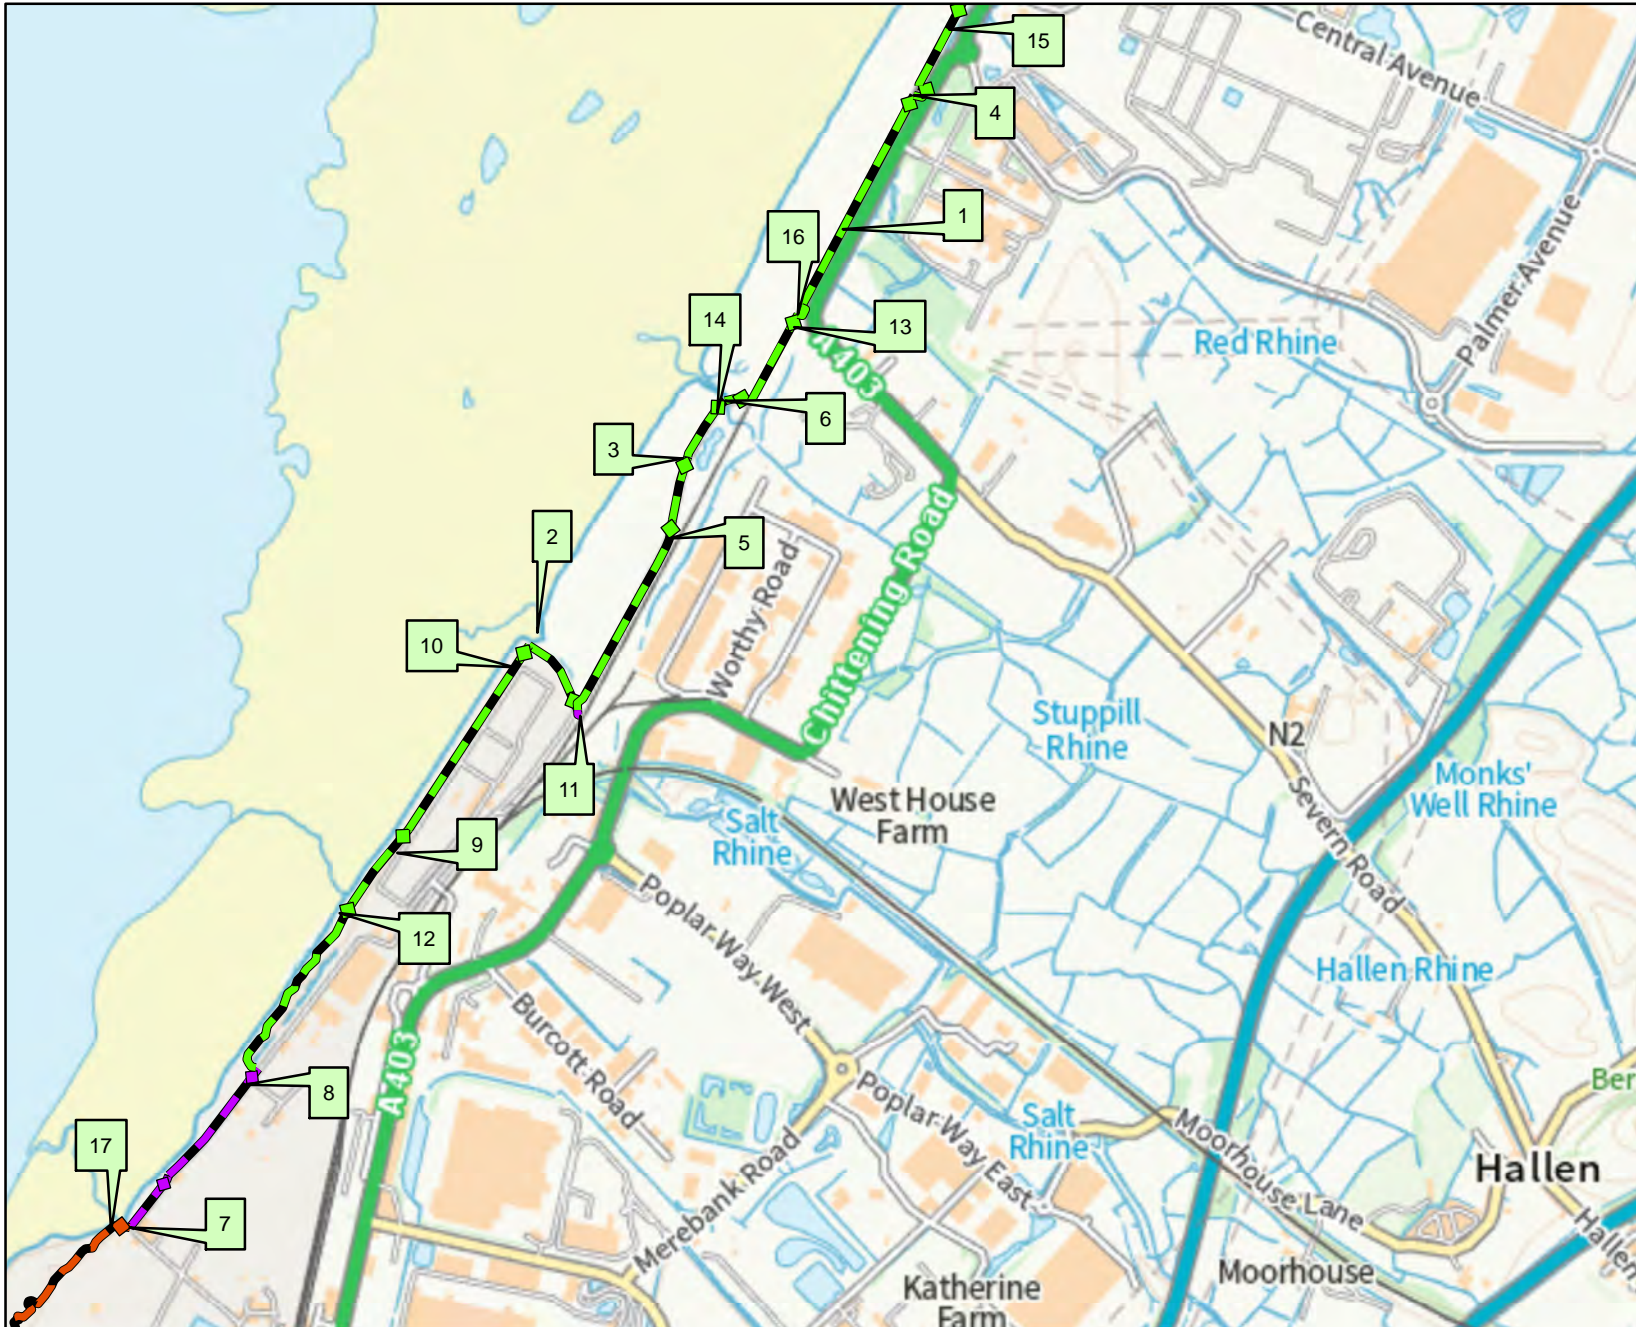 15
Central Avenue
4
1
16
Palmer Avenue
14
13
Red Rhine
A403
6
3
2
5
Chittening Road
Worthy Road
10
Stuppill
Rhine
N2
11
Monks'
Well Rhine
Severn Road
West House
Farm
Salt
Rhine
9
Poplar Way West
12
Hallen Rhine
Burcott Road
A403
8
Poplar Way East
Salt
Rhine
Ber
Moorhouse Lane
17
Hallen
7
Merebank Road
Hallen
Moorhouse
Katherine
Farm